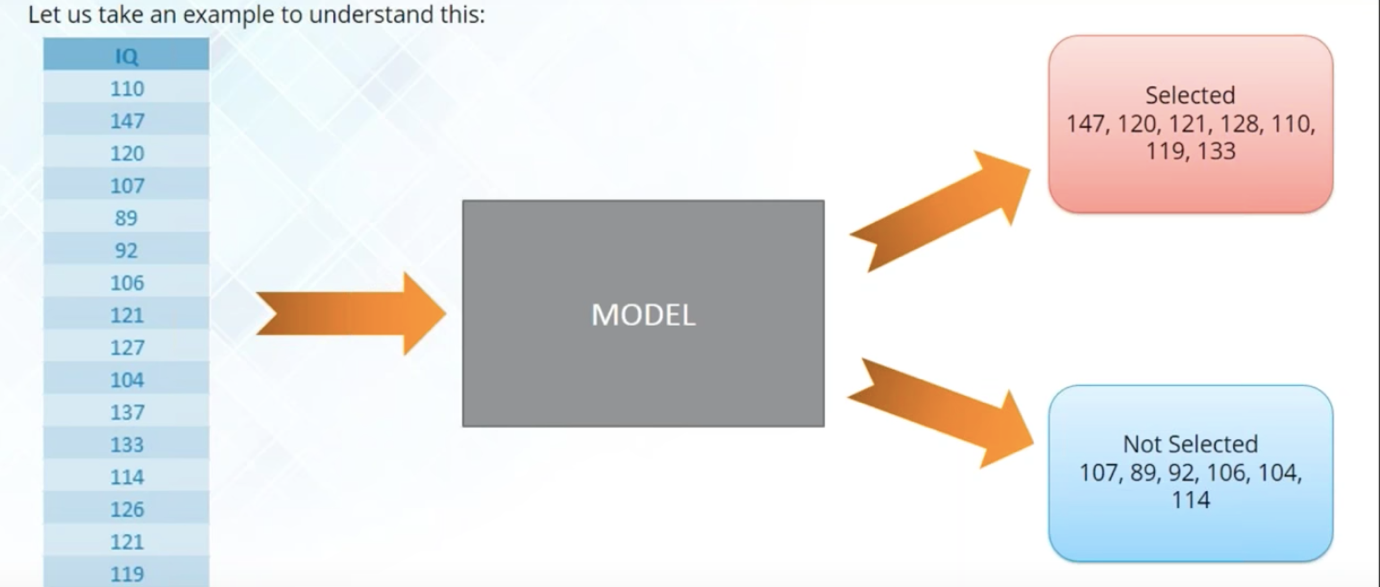 Let us take an example to understand this:
IQ
110
147
120
107
89
92
106
121
127
104
137
133
114
126
121
119
MODEL
Selected
147, 120, 121, 128, 110,
119, 133
Not Selected
107, 89, 92, 106, 104,
114